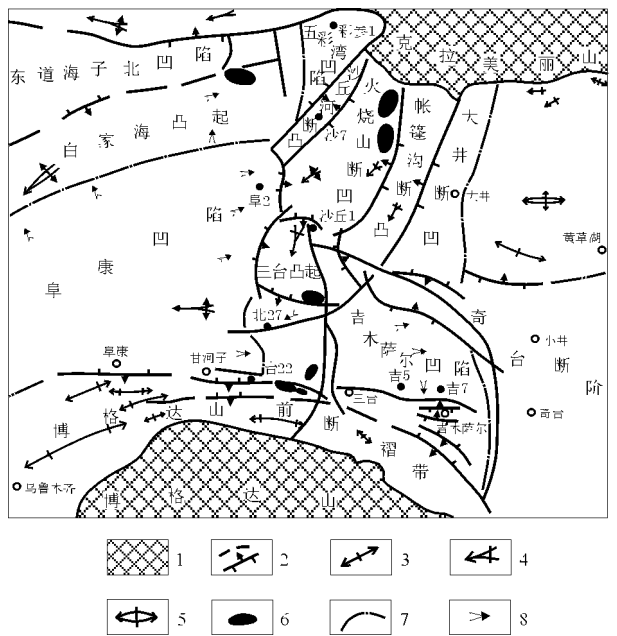 克拉美丽山
五彩湾凹陷
彩参1
东道海子北凹陷
沙丘河断凸
沙7
火烧山断凹
帐篷沟断凸
大井断凹
大井
白家海凸起
阜2
沙丘1
阜康凹陷
黄草湖
三台凸起
北27
吉木萨尔凹陷
奇台断阶
小井
阜康
甘河子
台22
吉5
吉7
三台
吉木萨尔
奇台
博格达山前断褶带
乌鲁木齐
博格达山
1
2
3
4
5
6
7
8